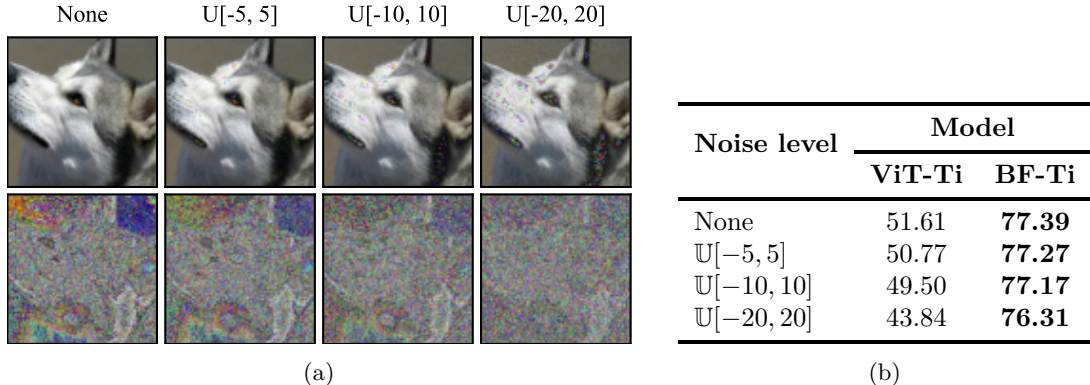 None U[-5, 5] U[-10, 10] U[-20, 20]
(a)
Noise level Model
ViT-Ti BF-Ti
None 51.61 77.39
𝕌[−5, 5] 50.77 77.27
𝕌[−10, 10] 49.50 77.17
𝕌[−20, 20] 43.84 76.31
(b)